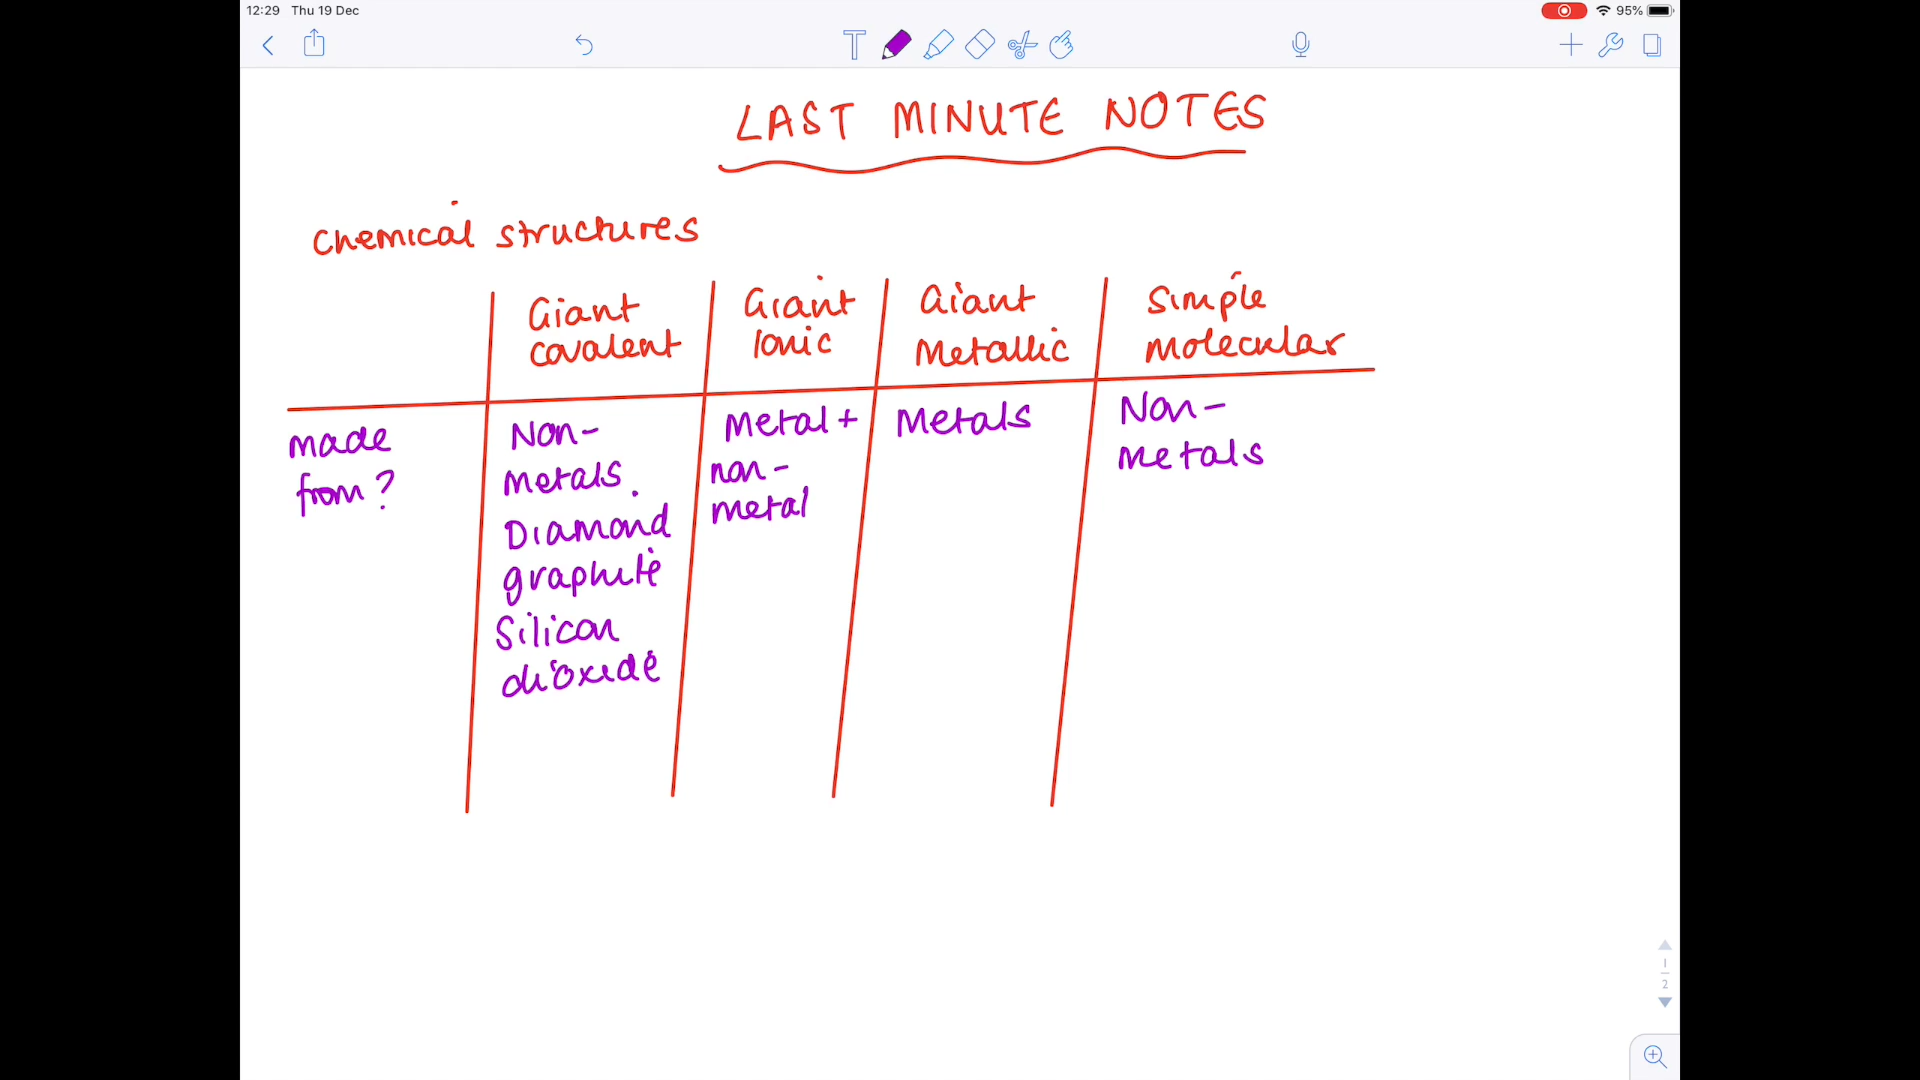 12:29 Thu 19 Dec
95%
LAST MINUTE NOTES
Chemical structures
Giant covalent
Giant Ionic
Giant Metallic
Simple molecular
made from?
Non-
Metals.
Diamond
graphite
Silicon
dioxide
Metal +
non-
metal
Metals
Non-
Metals
1
2